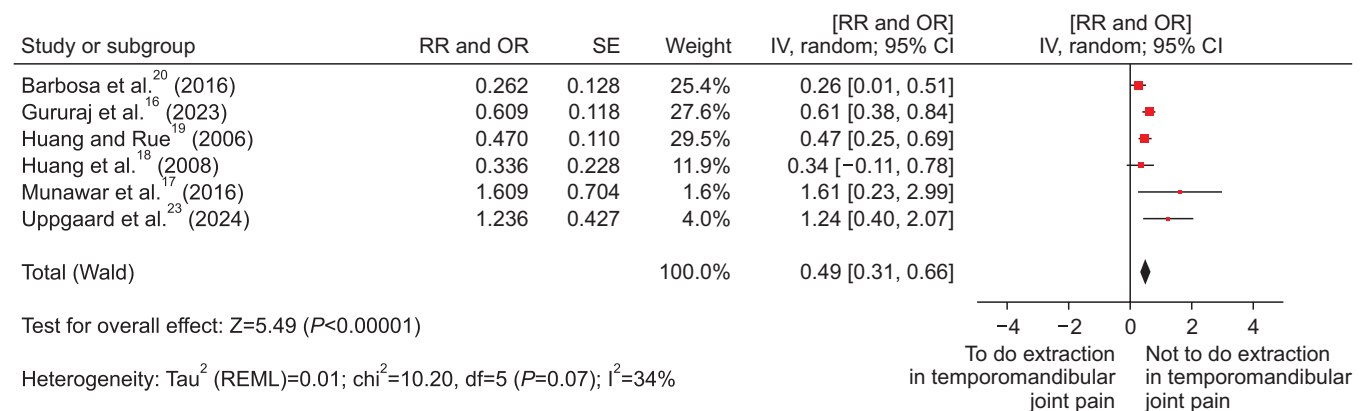 [RR and OR] [RR and OR]
Study or subgroup RR and OR SE Weight IV, random; 95% CI IV, random; 95% CI
Barbosa et al.20 (2016) 0.262 0.128 25.4% 0.26 [0.01, 0.51]
Gururaj et al.16 (2023) 0.609 0.118 27.6% 0.61 [0.38, 0.84]
Huang and Rue19 (2006) 0.470 0.110 29.5% 0.47 [0.25, 0.69]
Huang et al.18 (2008) 0.336 0.228 11.9% 0.34 [−0.11, 0.78]
Munawar et al.17 (2016) 1.609 0.704 1.6% 1.61 [0.23, 2.99]
Uppgaard et al.23 (2024) 1.236 0.427 4.0% 1.24 [0.40, 2.07]
Total (Wald) 100.0% 0.49 [0.31, 0.66]
Test for overall effect: Z=5.49 (P<0.00001)
Heterogeneity: Tau2 (REML)=0.01; chi2=10.20, df=5 (P=0.07); I2=34%
−4 −2 0 2 4
To do extraction
in temporomandibular
joint pain
Not to do extraction
in temporomandibular
joint pain